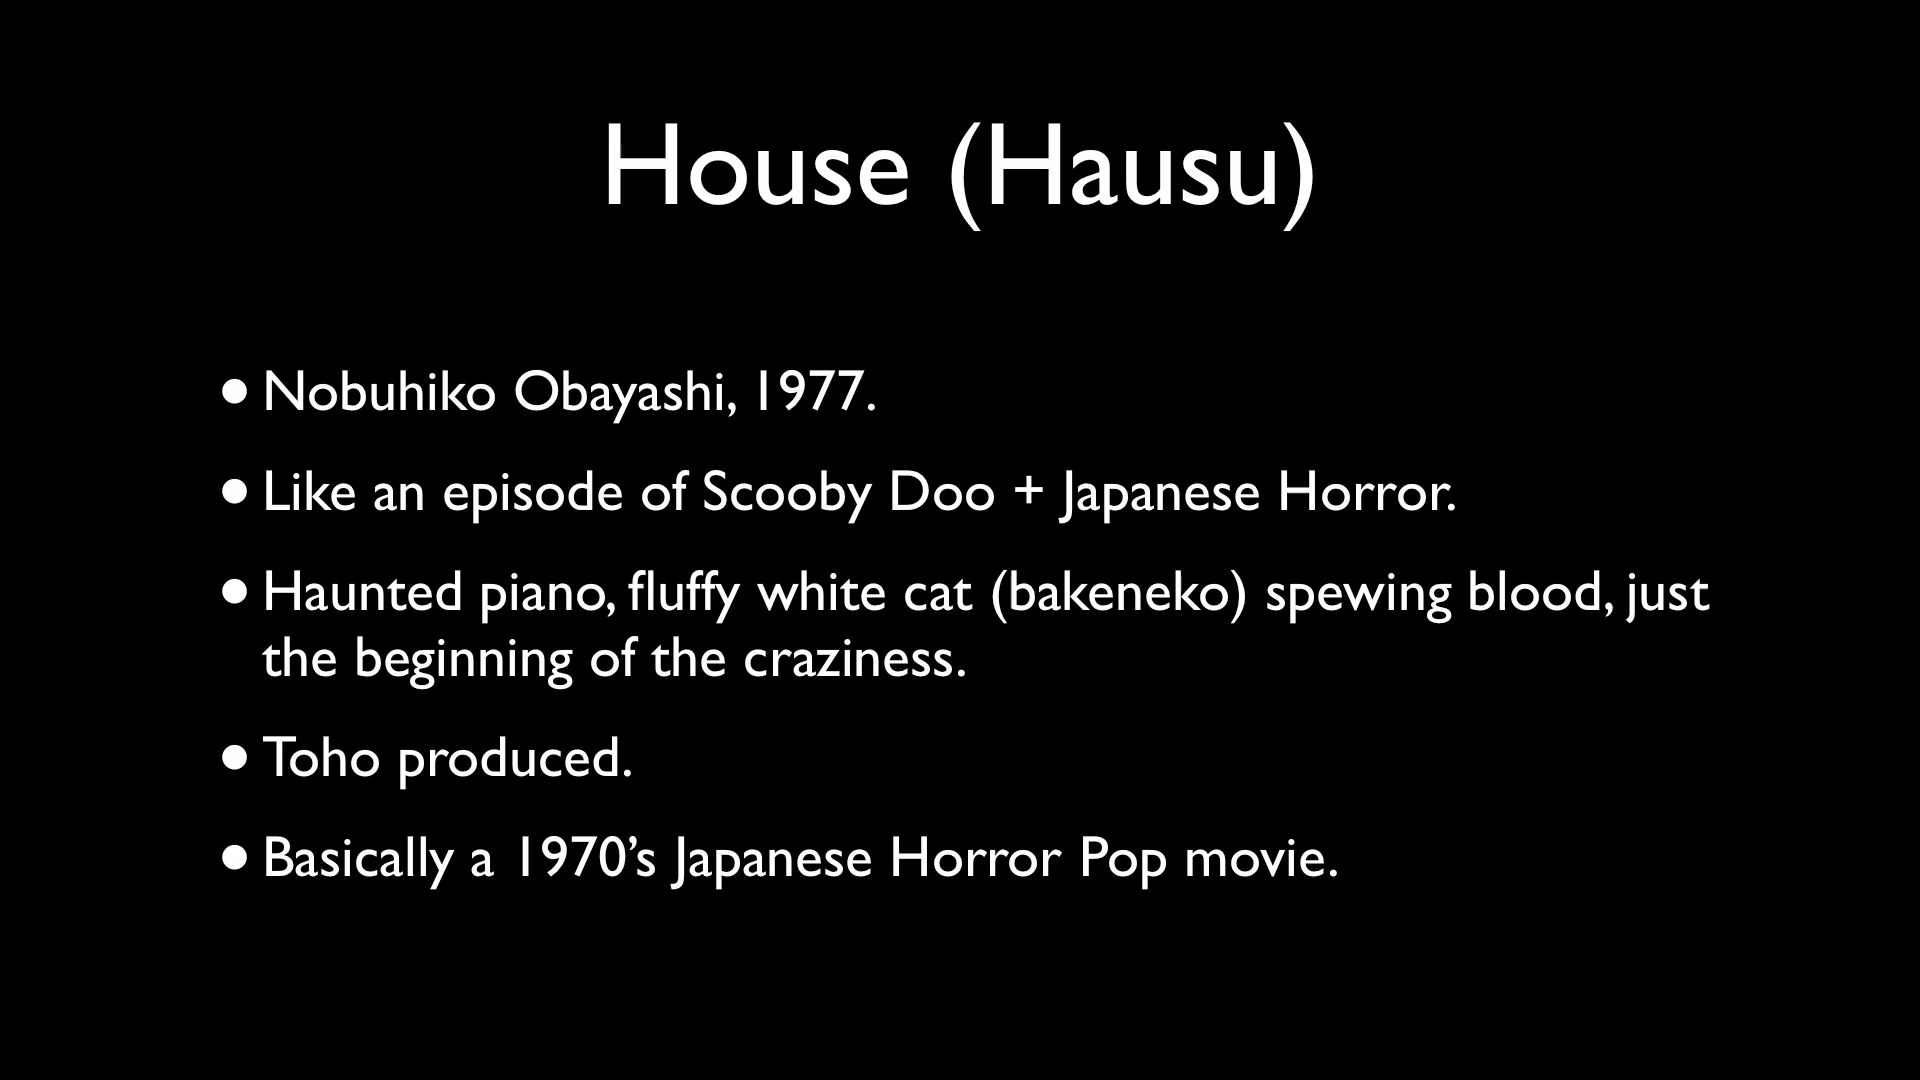 House (Hausu)
• Nobuhiko Obayashi, 1977.
• Like an episode of Scooby Doo + Japanese Horror.
• Haunted piano, fluffy white cat (bakeneko) spewing blood, just
the beginning of the craziness.
• Toho produced.
• Basically a 1970’s Japanese Horror Pop movie.